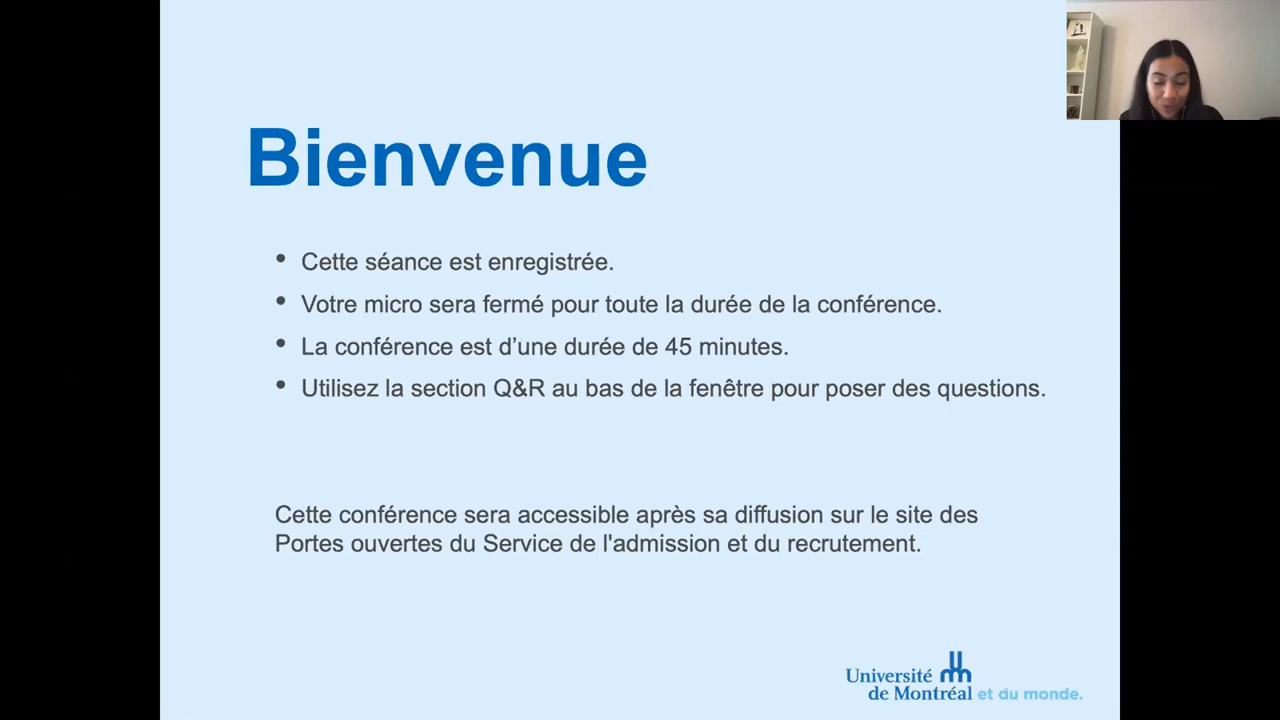 Bienvenue
• Cette séance est enregistrée.
• Votre micro sera fermé pour toute la durée de la conférence.
• La conférence est d’une durée de 45 minutes.
• Utilisez la section Q&R au bas de la fenêtre pour poser des questions.
Cette conférence sera accessible après sa diffusion sur le site des
Portes ouvertes du Service de l'admission et du recrutement.
Université
de Montréal et du monde.